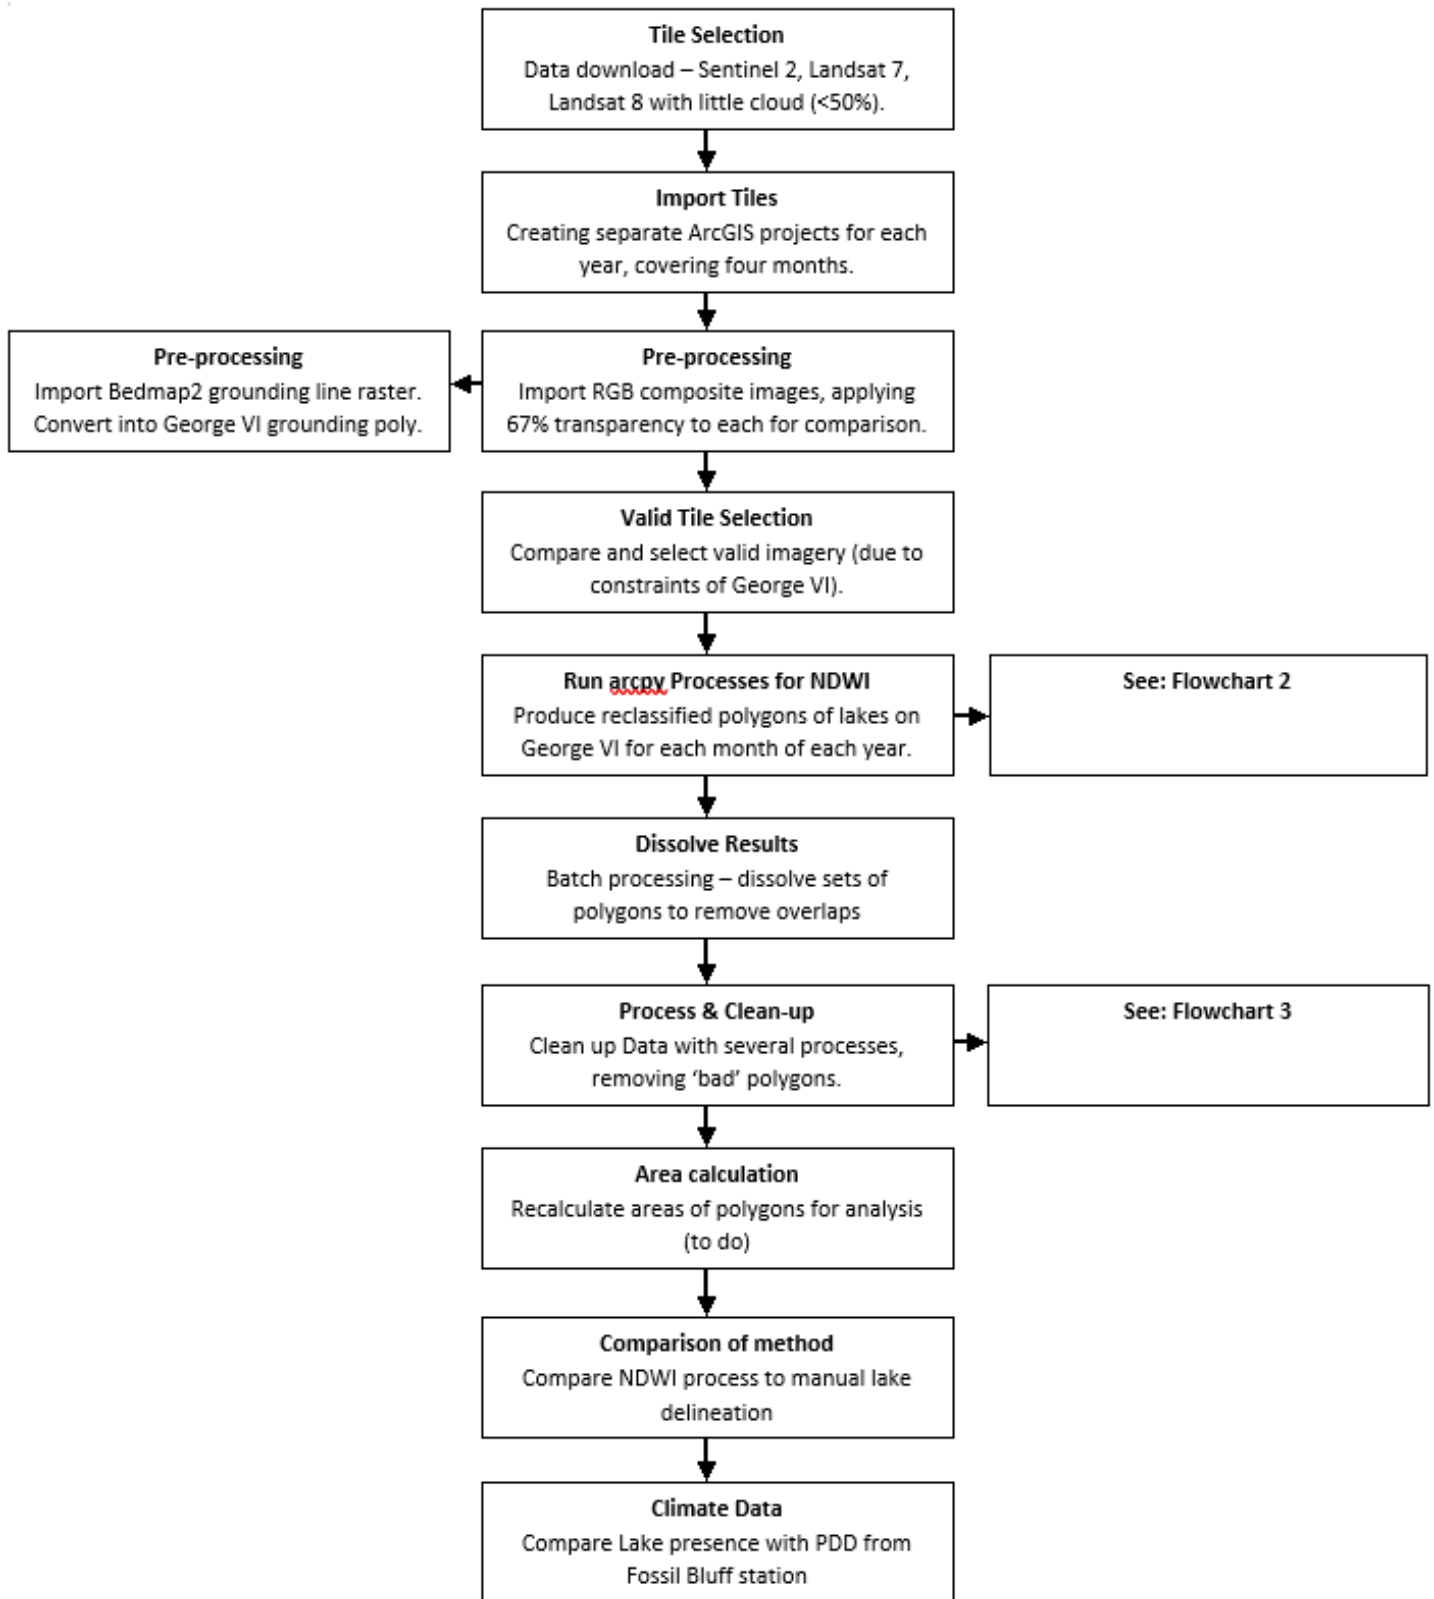 Tile Selection
Data download – Sentinel 2, Landsat 7,
Landsat 8 with little cloud (<50%).
Import Tiles
Creating separate ArcGIS projects for each
year, covering four months.
Pre-processing
Import Bedmap2 grounding line raster.
Convert into George VI grounding poly.
Pre-processing
Import RGB composite images, applying
67% transparency to each for comparison.
Valid Tile Selection
Compare and select valid imagery (due to
constraints of George VI).
Run arcpy Processes for NDWI
Produce reclassified polygons of lakes on
George VI for each month of each year.
See: Flowchart 2
Dissolve Results
Batch processing – dissolve sets of
polygons to remove overlaps
Process & Clean-up
Clean up Data with several processes,
removing ‘bad’ polygons.
See: Flowchart 3
Area calculation
Recalculate areas of polygons for analysis
(to do)
Comparison of method
Compare NDWI process to manual lake
delineation
Climate Data
Compare Lake presence with PDD from
Fossil Bluff station